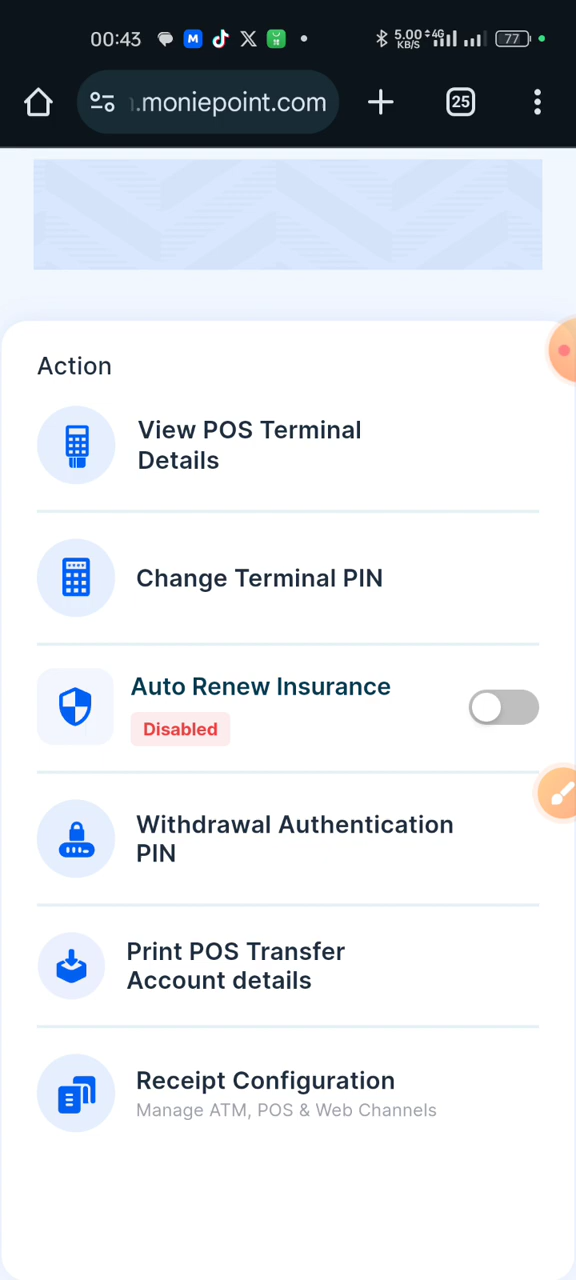 00:43
5.00 KB/S
4G
77
.moniepoint.com
25
Action
View POS Terminal
Details
Change Terminal PIN
Auto Renew Insurance
Disabled
Withdrawal Authentication
PIN
Print POS Transfer
Account details
Receipt Configuration
Manage ATM, POS & Web Channels